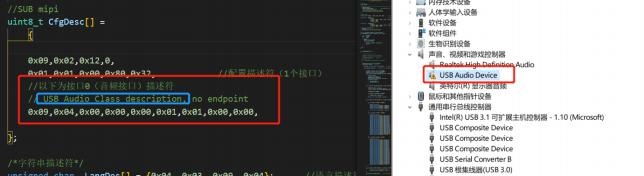 //SUB mipi
uint8_t CfgDesc[] =
{
0x09,0x02,0x12,0,
0x01,0x01,0x00,0x80,0x32, //配置描述符（1个接口）
//以下为接口0（音频接口）描述符
// USB Audio Class description, no endpoint
0x09,0x04,0x00,0x00,0x00,0x01,0x01,0x00,0x00,
};
/*字符串描述符*/
unsigned char LangDes[] = {0x04, 0x03, 0x09, 0x04};
内存技术设备
人体学输入设备
软件设备
软件组件
生物识别设备
声音、视频和游戏控制器
Realtek High Definition Audio
USB Audio Device
英特尔(R) 显示器音频
鼠标和其他指针设备
通用串行总线控制器
Intel(R) USB 3.1 可扩展主机控制器 - 1.10 (Microsoft)
USB Composite Device
USB Composite Device
USB Composite Device
USB Serial Converter B
USB 根集线器(USB 3.0)